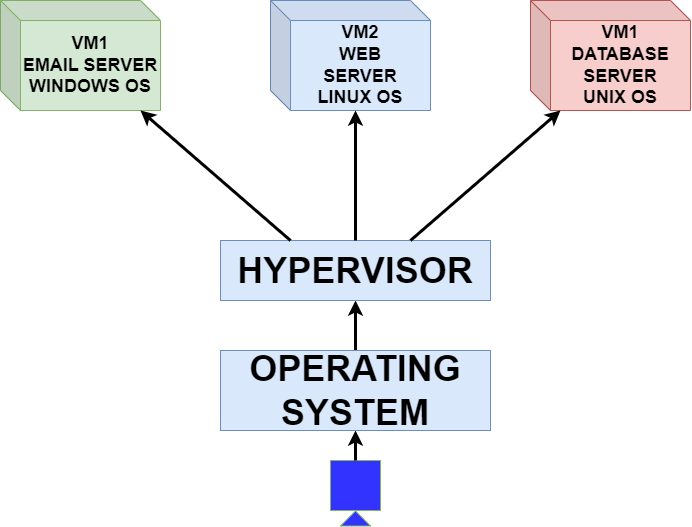 VM1
EMAIL SERVER
WINDOWS OS
VM2
WEB
SERVER
LINUX OS
VM1
DATABASE
SERVER
UNIX OS
HYPERVISOR
OPERATING
SYSTEM